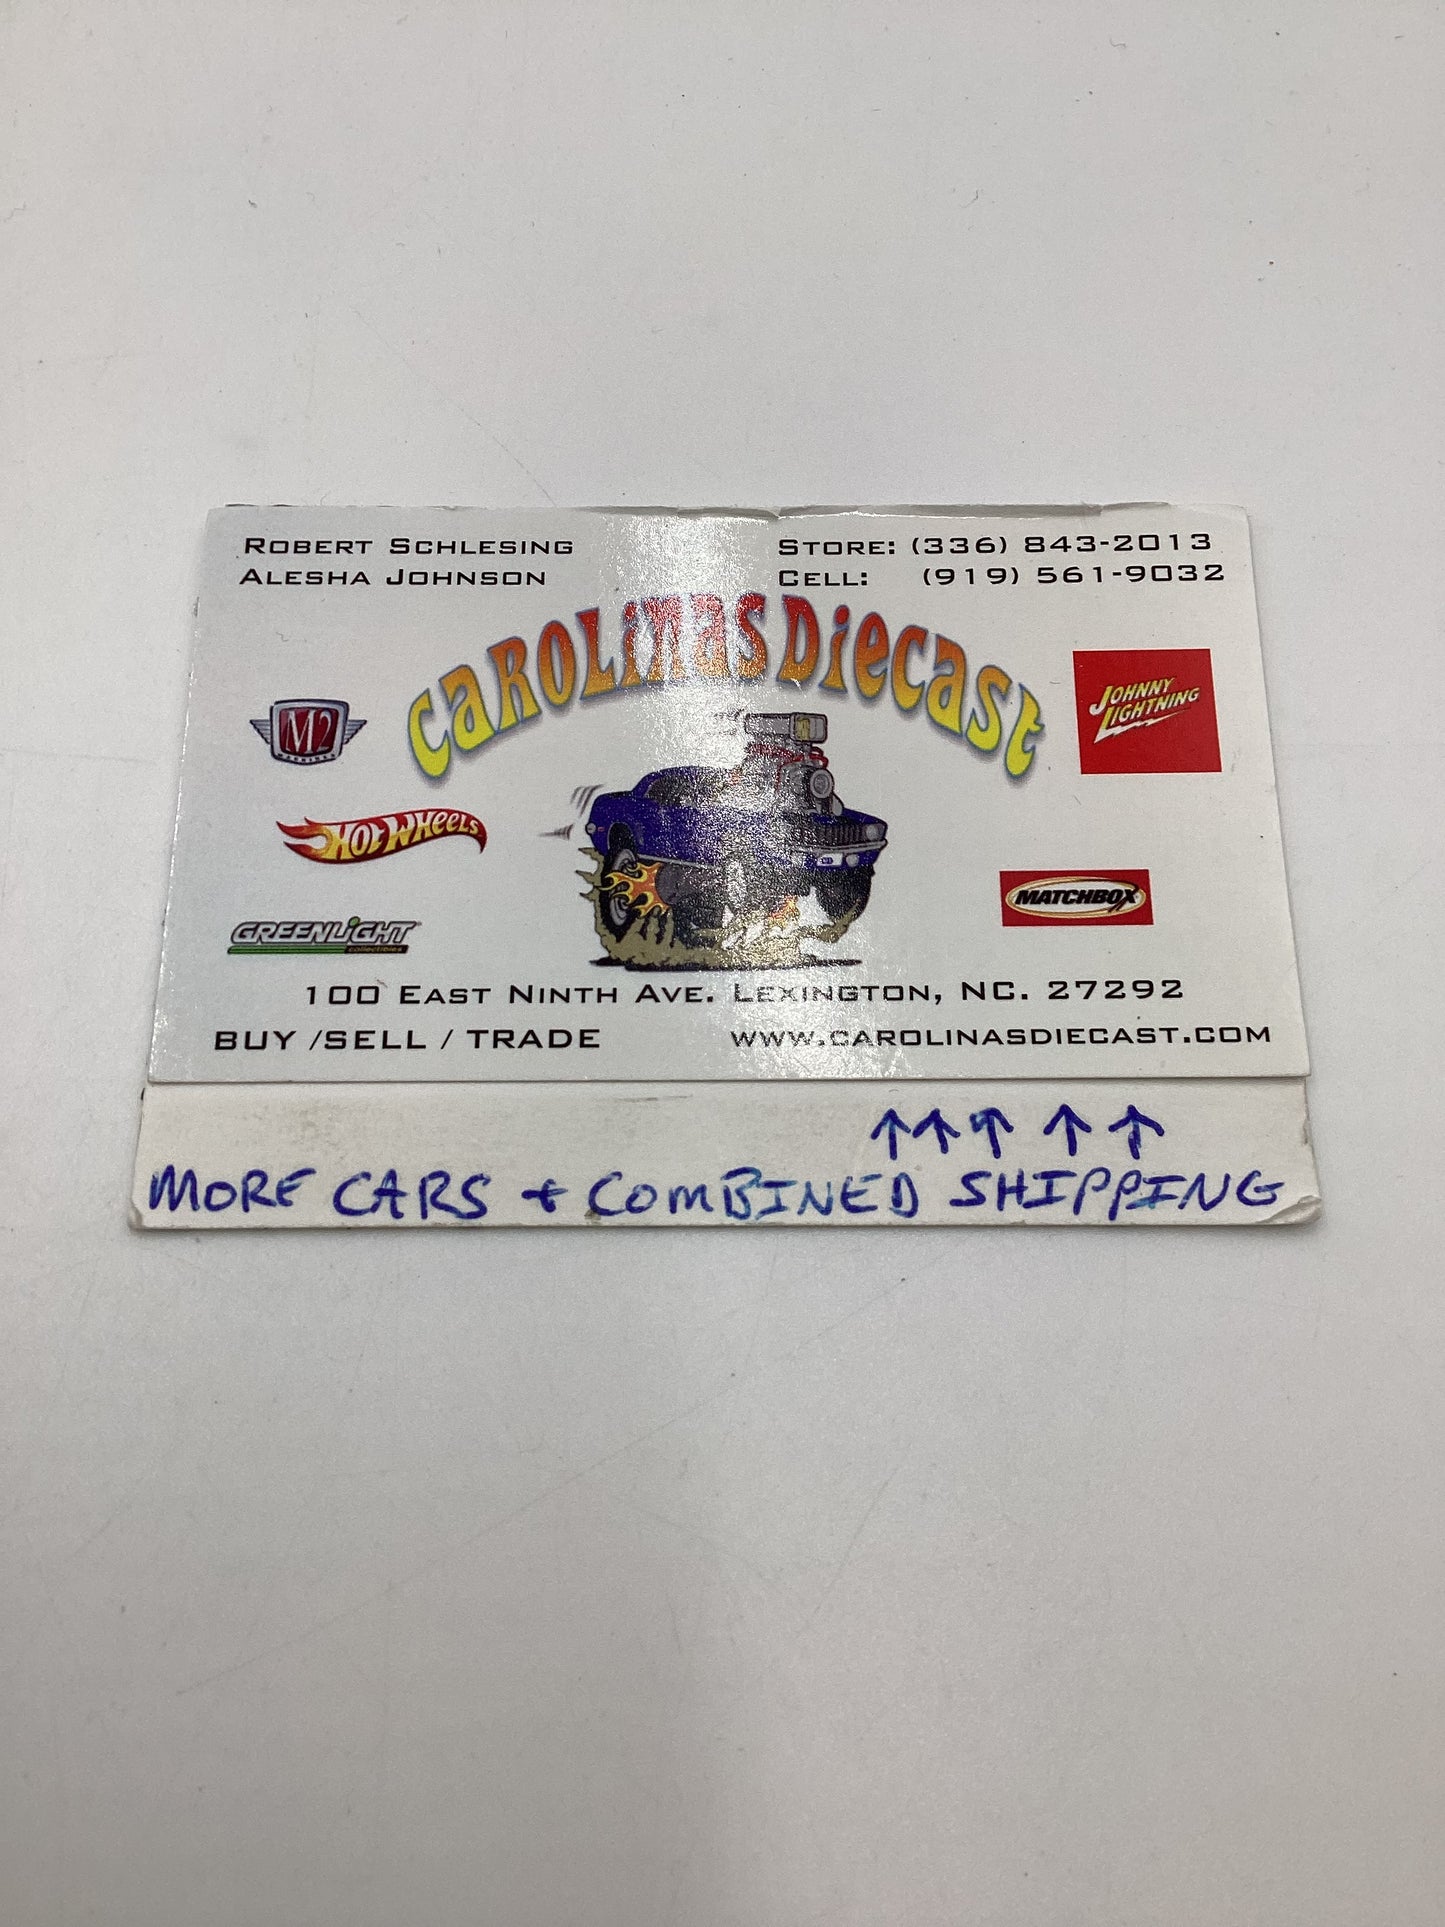 ROBERT SCHLESING
ALESHA JOHNSON
STORE: (336) 843-2013
CELL: (919) 561-9032
CAROLINAS DIECAST
M2
MACHINES
JOHNNY LIGHTNING
HOT WHEELS
MATCHBOX
GREENLIGHT
collectibles
100 EAST NINTH AVE. LEXINGTON, NC. 27292
BUY /SELL / TRADE
WWW.CAROLINASDIECAST.COM
↑↑↑↑↑
MORE CARS + COMBINED SHIPPING